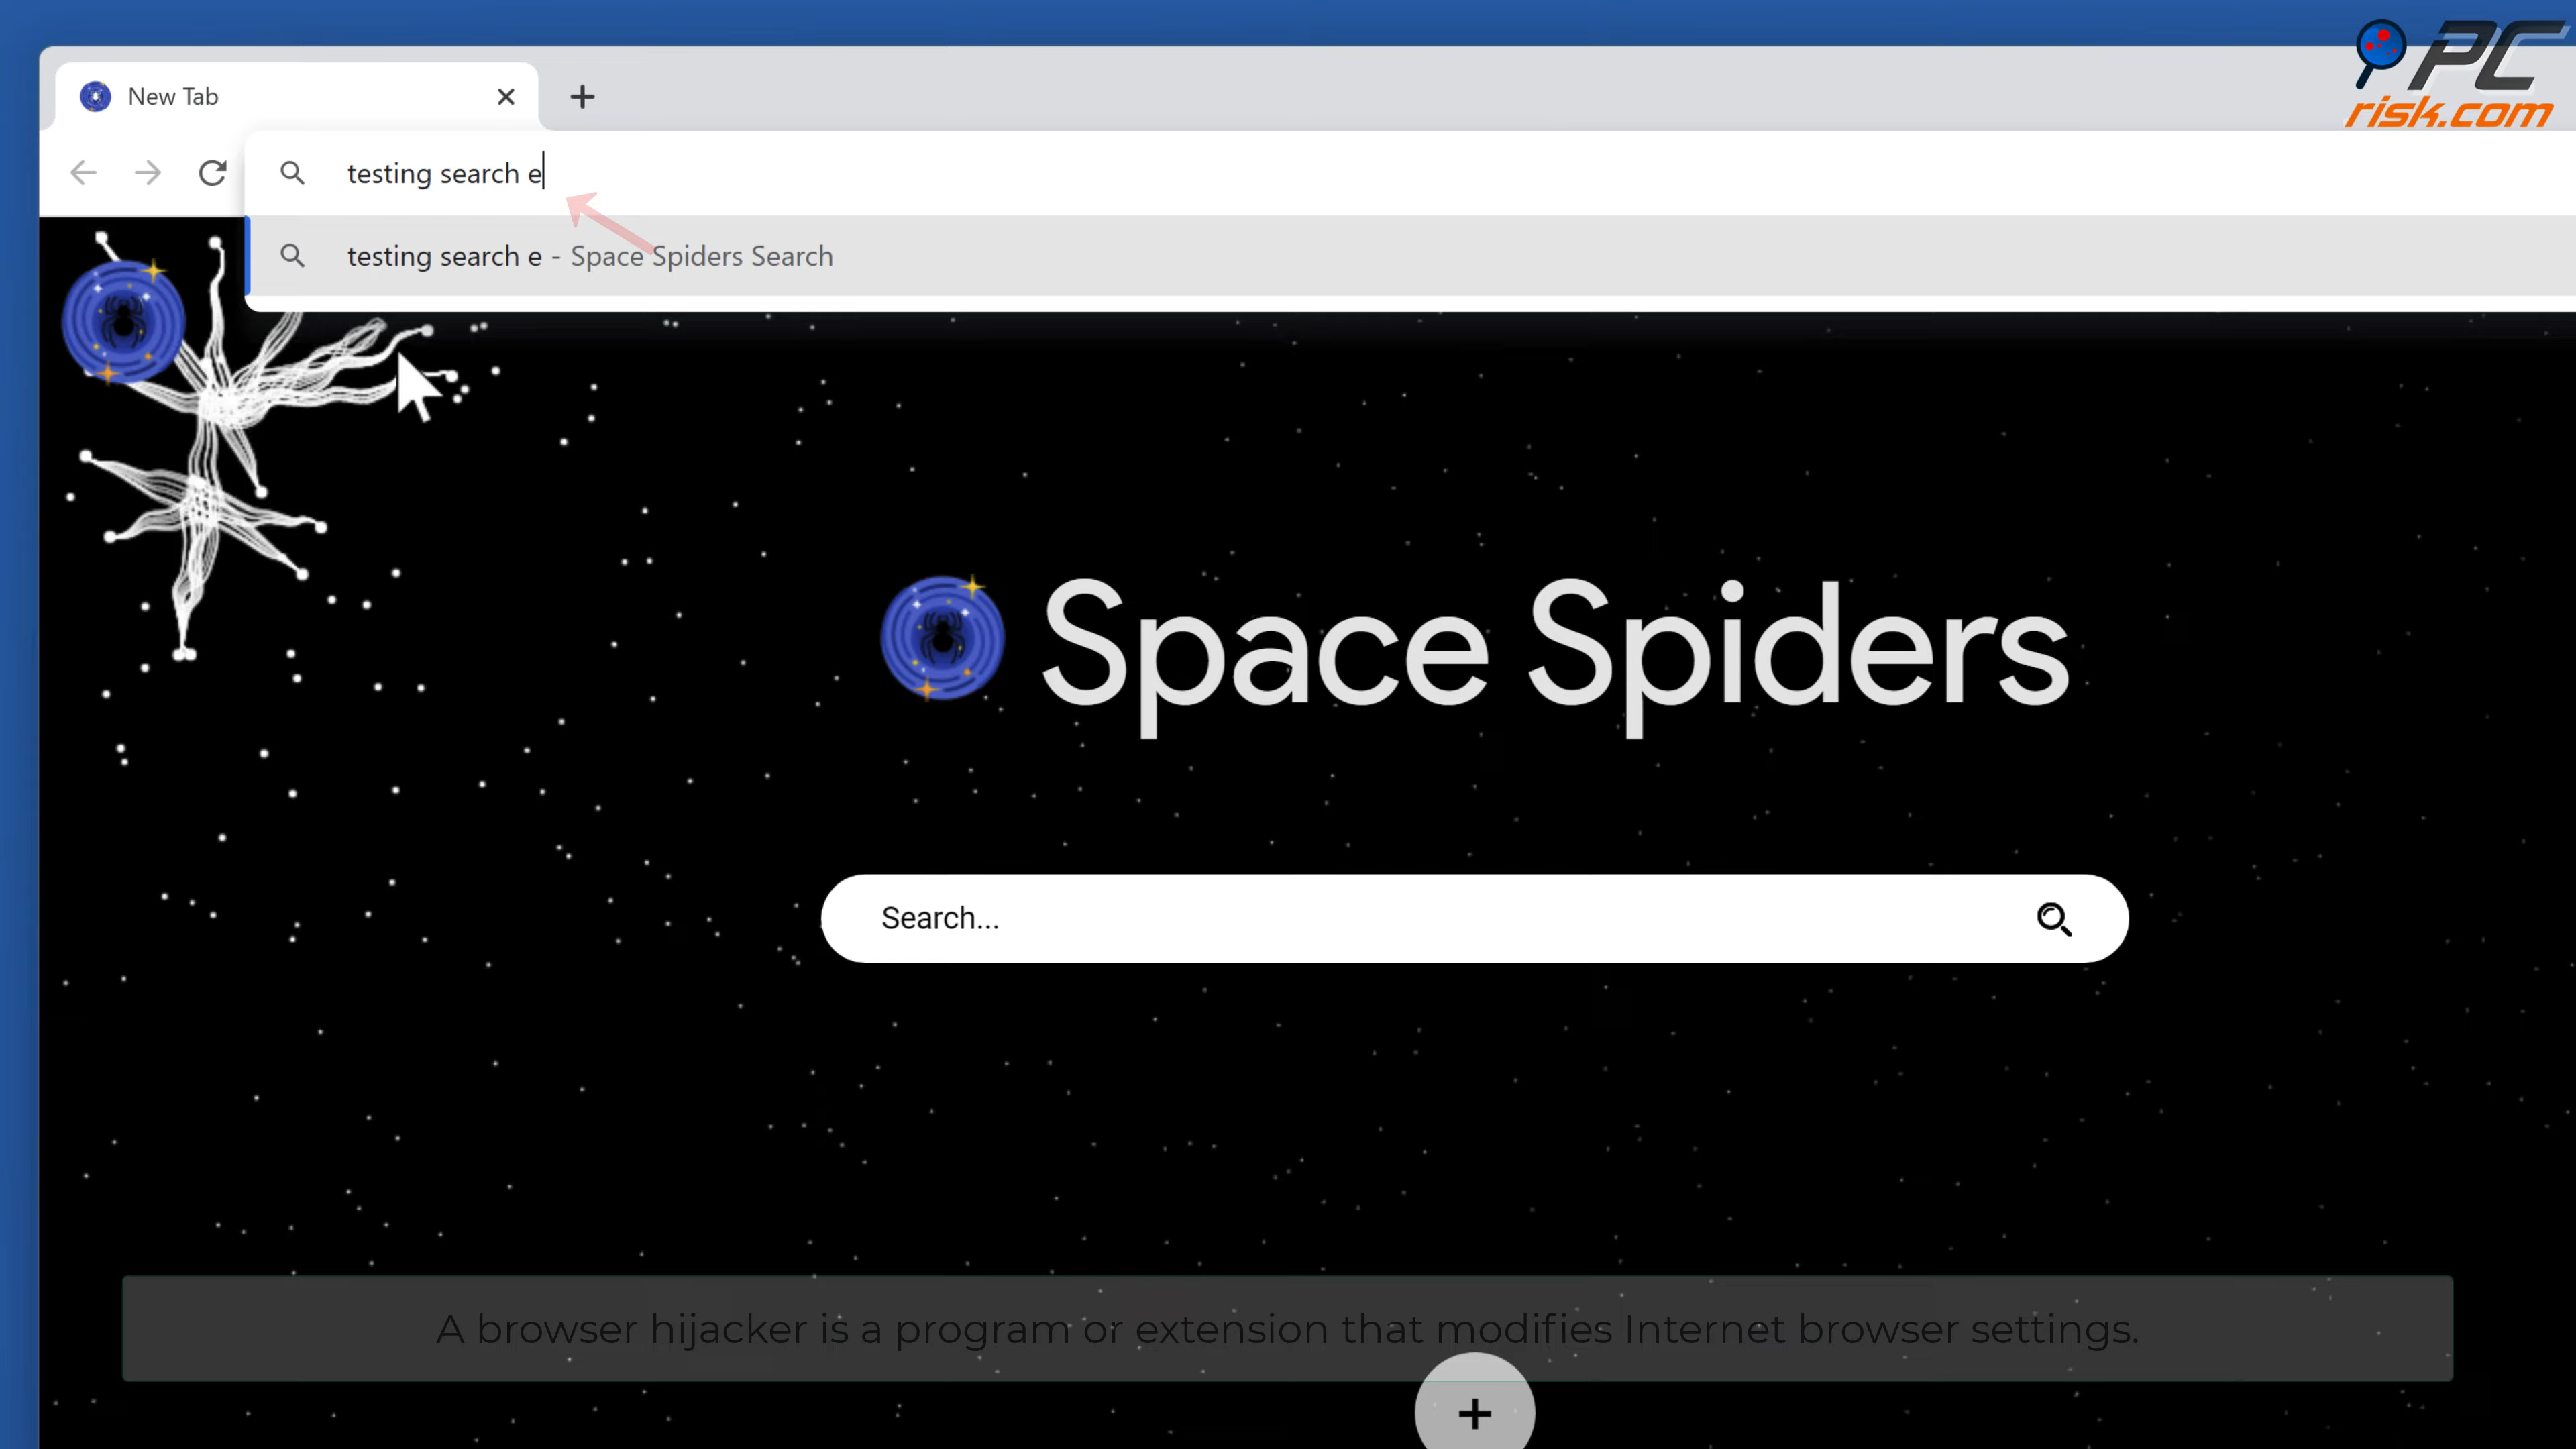 PC
risk.com
New Tab
testing search e
testing search e - Space Spiders Search
Space Spiders
Search...
A browser hijacker is a program or extension that modifies Internet browser settings.